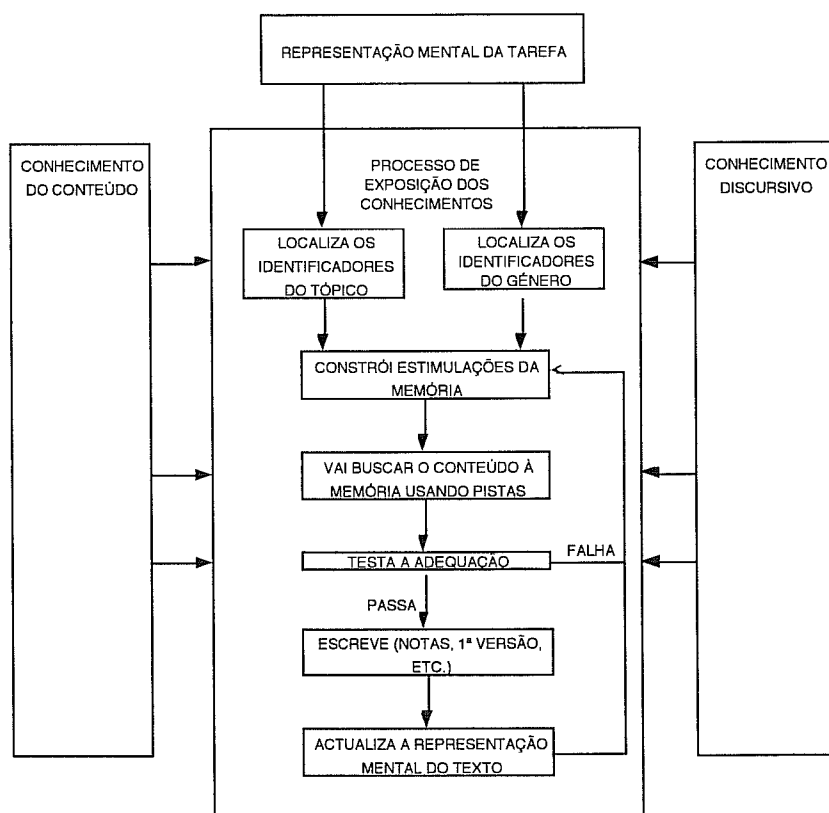 REPRESENTAÇÃO MENTAL DA TAREFA
CONHECIMENTO
DO CONTEÚDO
PROCESSO DE
EXPOSIÇÃO DOS
CONHECIMENTOS
CONHECIMENTO
DISCURSIVO
LOCALIZA OS
IDENTIFICADORES
DO TÓPICO
LOCALIZA OS
IDENTIFICADORES
DO GÉNERO
CONSTRÓI ESTIMULAÇÕES DA
MEMÓRIA
VAI BUSCAR O CONTEÚDO À
MEMÓRIA USANDO PISTAS
TESTA A ADEQUAÇÃO
FALHA
PASSA
ESCREVE (NOTAS, 1ª VERSÃO,
ETC.)
ACTUALIZA A REPRESENTAÇÃO
MENTAL DO TEXTO